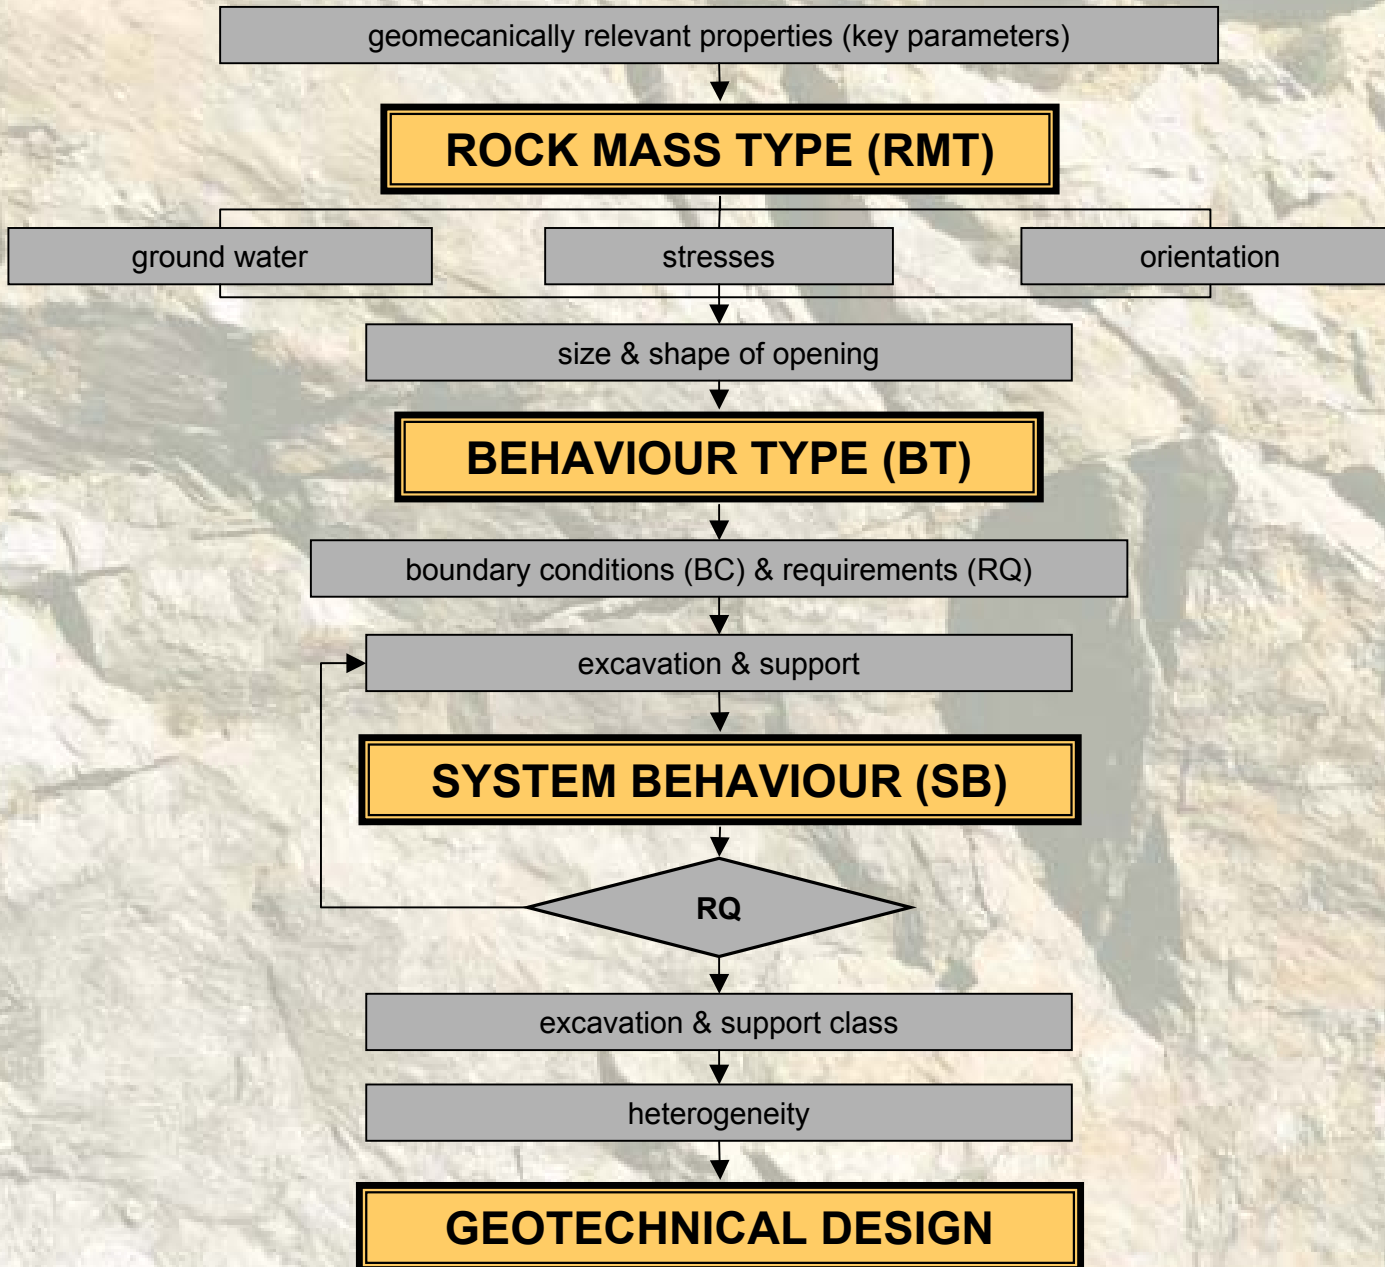 geomecanically relevant properties (key parameters)
ROCK MASS TYPE (RMT)
ground water
stresses
orientation
size & shape of opening
BEHAVIOUR TYPE (BT)
boundary conditions (BC) & requirements (RQ)
excavation & support
SYSTEM BEHAVIOUR (SB)
RQ
excavation & support class
heterogeneity
GEOTECHNICAL DESIGN